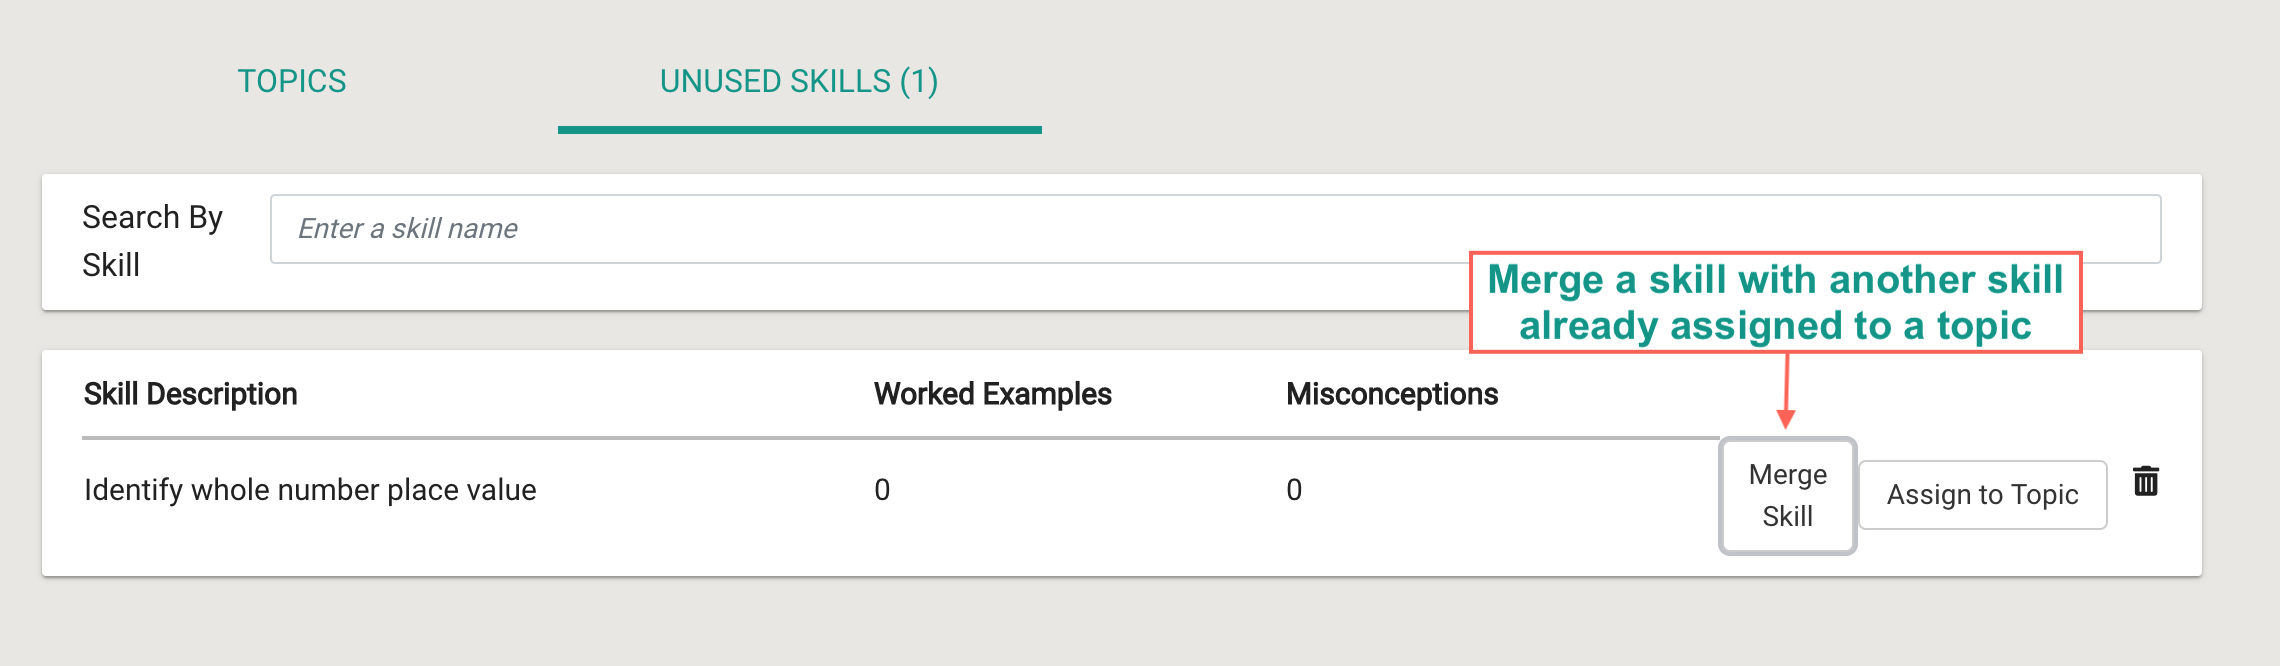 TOPICS
UNUSED SKILLS (1)
Search By
Skill
Enter a skill name
Merge a skill with another skill
already assigned to a topic
Skill Description
Worked Examples
Misconceptions
Identify whole number place value
0
0
Merge
Skill
Assign to Topic